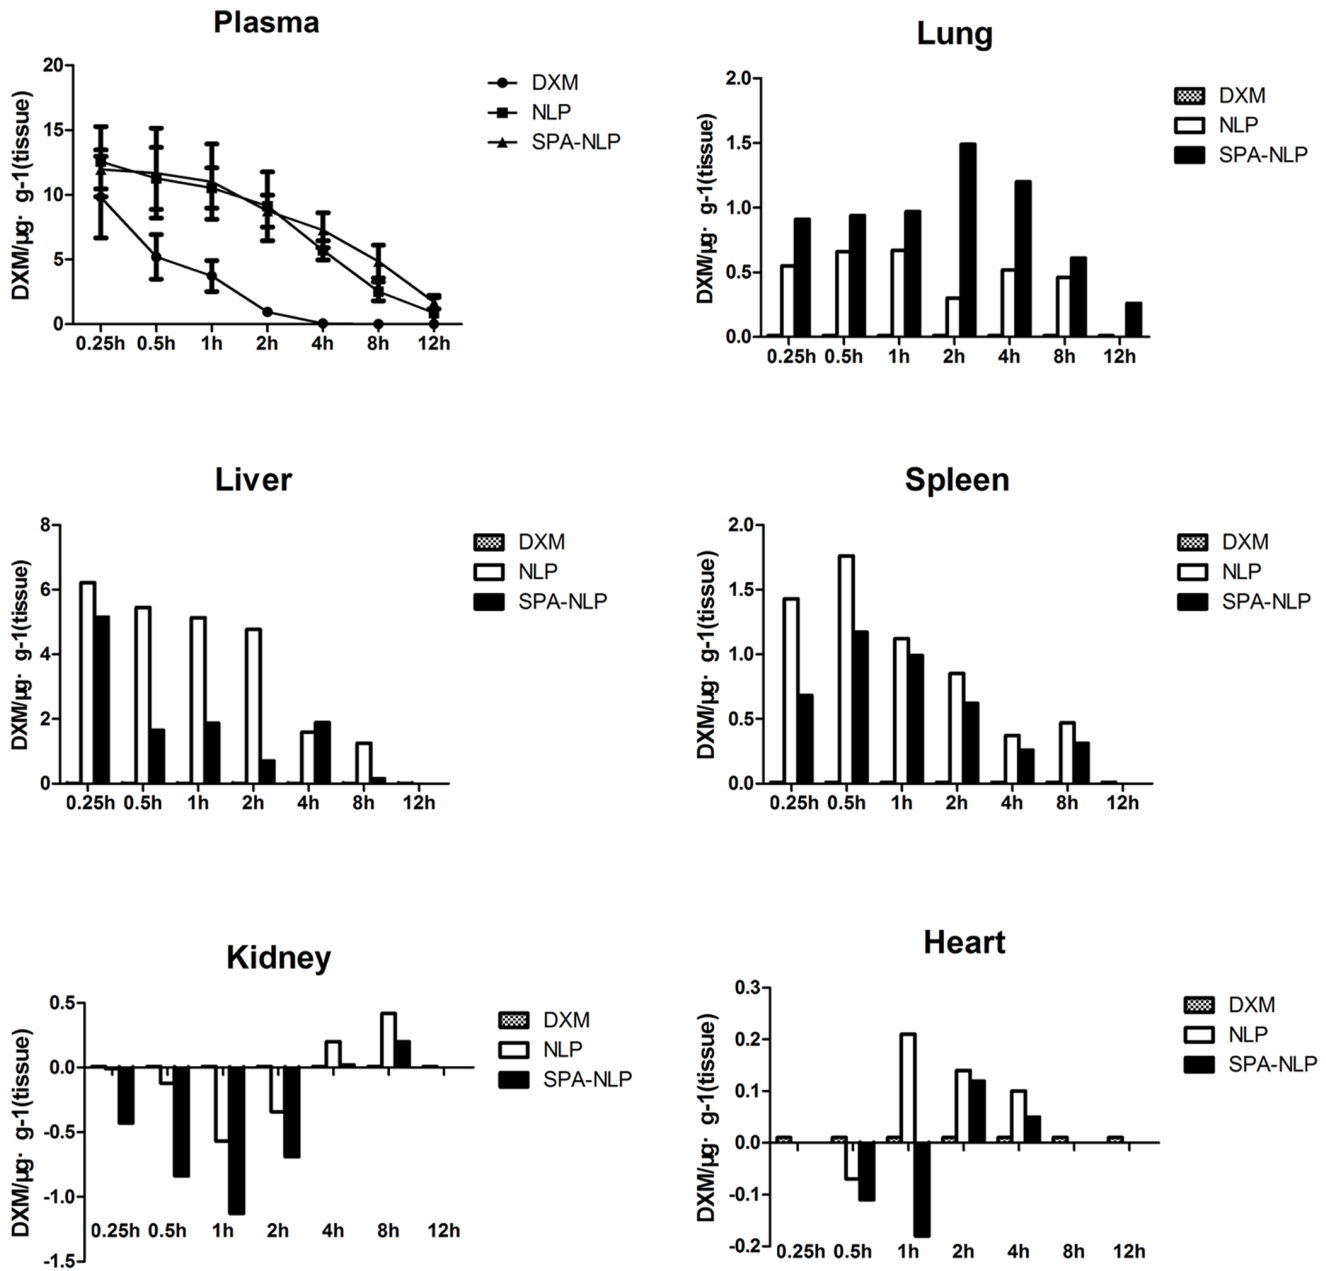 Plasma
DXM/µg· g-1(tissue)
20
15
10
5
0
0.25h 0.5h 1h 2h 4h 8h 12h
DXM
NLP
SPA-NLP
Lung
DXM/µg· g-1(tissue)
2.0
1.5
1.0
0.5
0.0
0.25h 0.5h 1h 2h 4h 8h 12h
DXM
NLP
SPA-NLP
Liver
DXM/µg· g-1(tissue)
8
6
4
2
0
0.25h 0.5h 1h 2h 4h 8h 12h
DXM
NLP
SPA-NLP
Spleen
DXM/µg· g-1(tissue)
2.0
1.5
1.0
0.5
0.0
0.25h 0.5h 1h 2h 4h 8h 12h
DXM
NLP
SPA-NLP
Kidney
DXM/µg· g-1(tissue)
0.5
0.0
-0.5
-1.0
-1.5
0.25h 0.5h 1h 2h 4h 8h 12h
DXM
NLP
SPA-NLP
Heart
DXM/µg· g-1(tissue)
0.3
0.2
0.1
0.0
-0.1
-0.2
0.25h 0.5h 1h 2h 4h 8h 12h
DXM
NLP
SPA-NLP